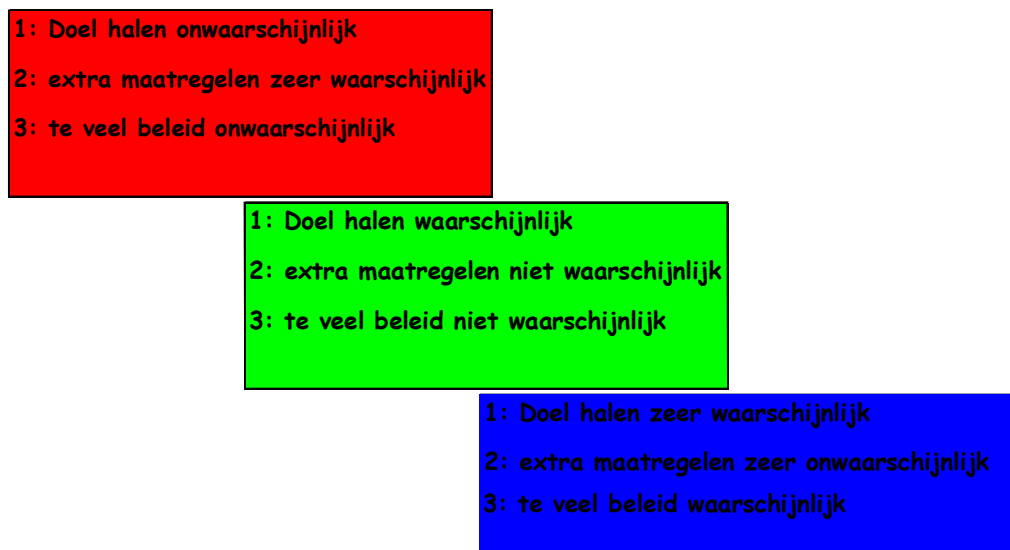 1: Doel halen onwaarschijnlijk
2: extra maatregelen zeer waarschijnlijk
3: te veel beleid onwaarschijnlijk
1: Doel halen waarschijnlijk
2: extra maatregelen niet waarschijnlijk
3: te veel beleid niet waarschijnlijk
1: Doel halen zeer waarschijnlijk
2: extra maatregelen zeer onwaarschijnlijk
3: te veel beleid waarschijnlijk